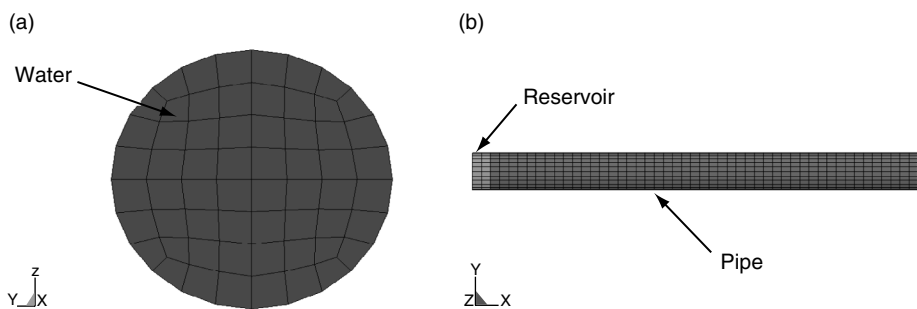 (a)
Water
z
Y X
(b)
Reservoir
Pipe
Y
Z X